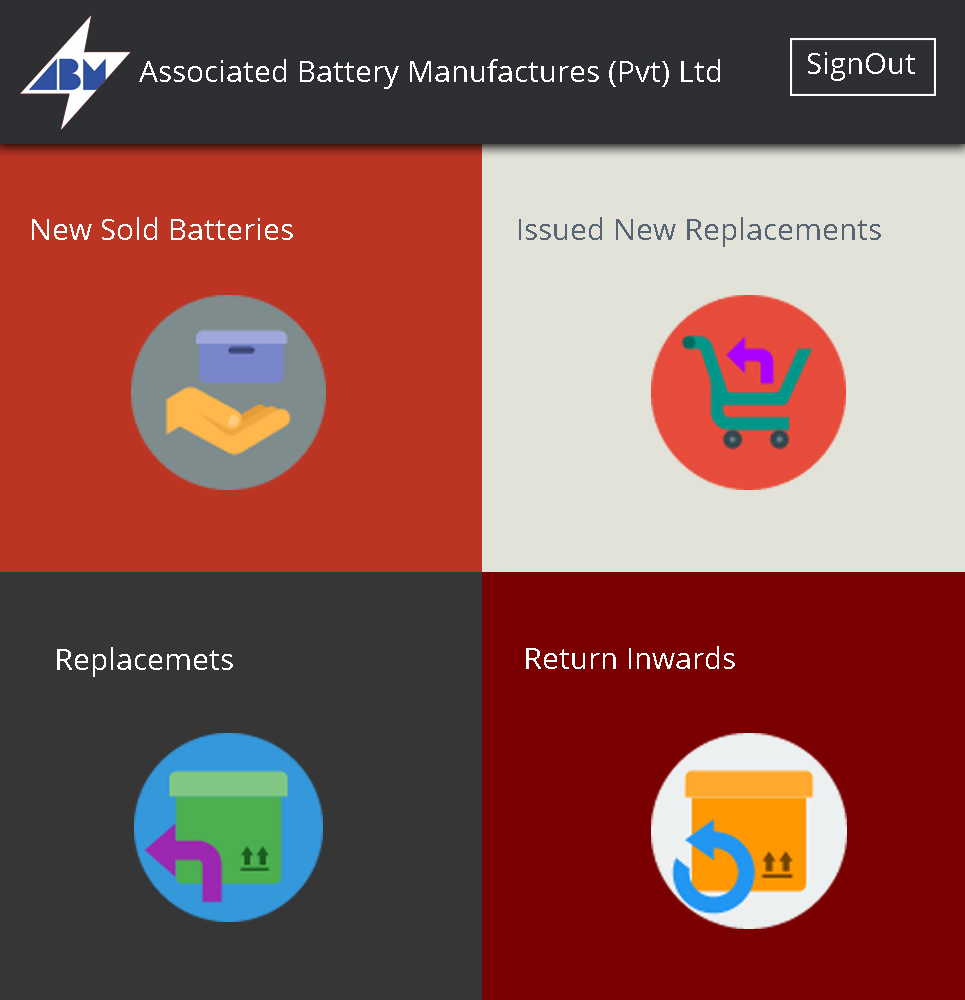 ABM
Associated Battery Manufactures (Pvt) Ltd
SignOut
New Sold Batteries
Issued New Replacements
Replacemets
Return Inwards